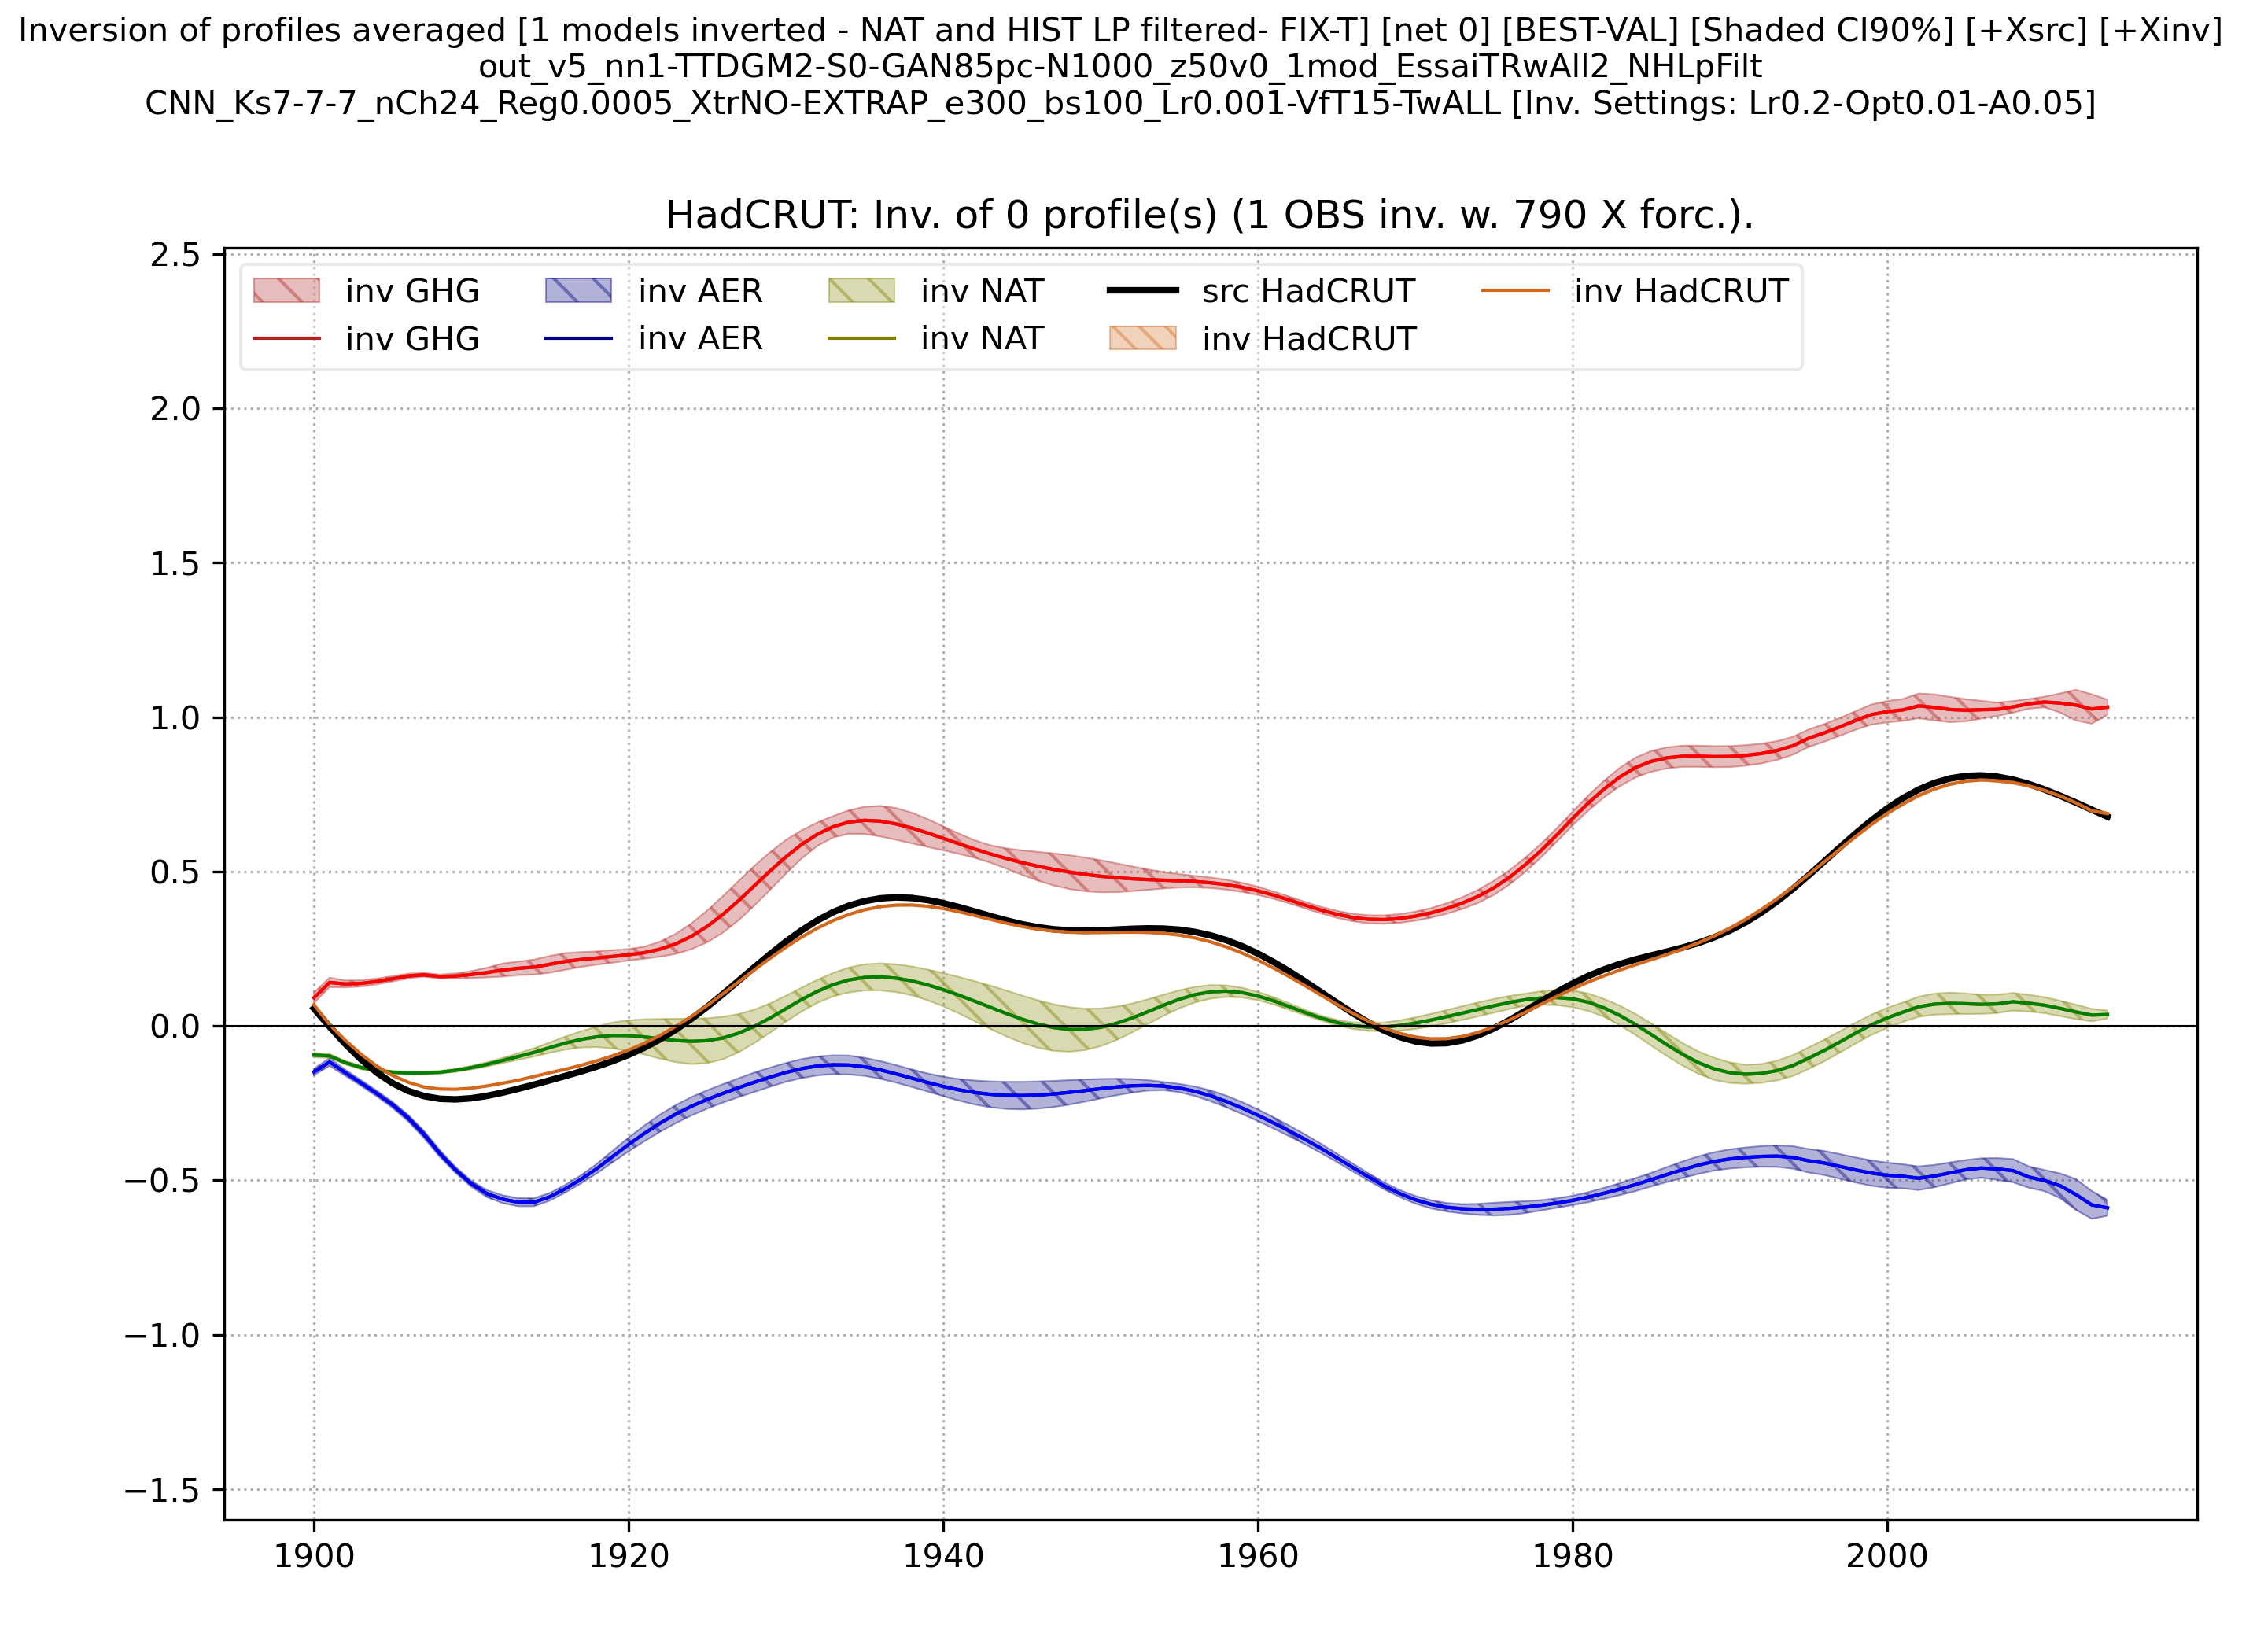 Inversion of profiles averaged [1 models inverted - NAT and HIST LP filtered- FIX-T] [net 0] [BEST-VAL] [Shaded CI90%] [+Xsrc] [+Xinv]
out_v5_nn1-TTDGM2-S0-GAN85pc-N1000_z50v0_1mod_EssaiTRwAll2_NHLpFilt
CNN_Ks7-7-7_nCh24_Reg0.0005_XtrNO-EXTRAP_e300_bs100_Lr0.001-VfT15-TwALL [Inv. Settings: Lr0.2-Opt0.01-A0.05]
HadCRUT: Inv. of 0 profile(s) (1 OBS inv. w. 790 X forc.).
inv GHG inv AER inv NAT src HadCRUT inv HadCRUT
inv GHG inv AER inv NAT inv HadCRUT
2.5
2.0
1.5
1.0
0.5
0.0
−0.5
−1.0
−1.5
1900 1920 1940 1960 1980 2000